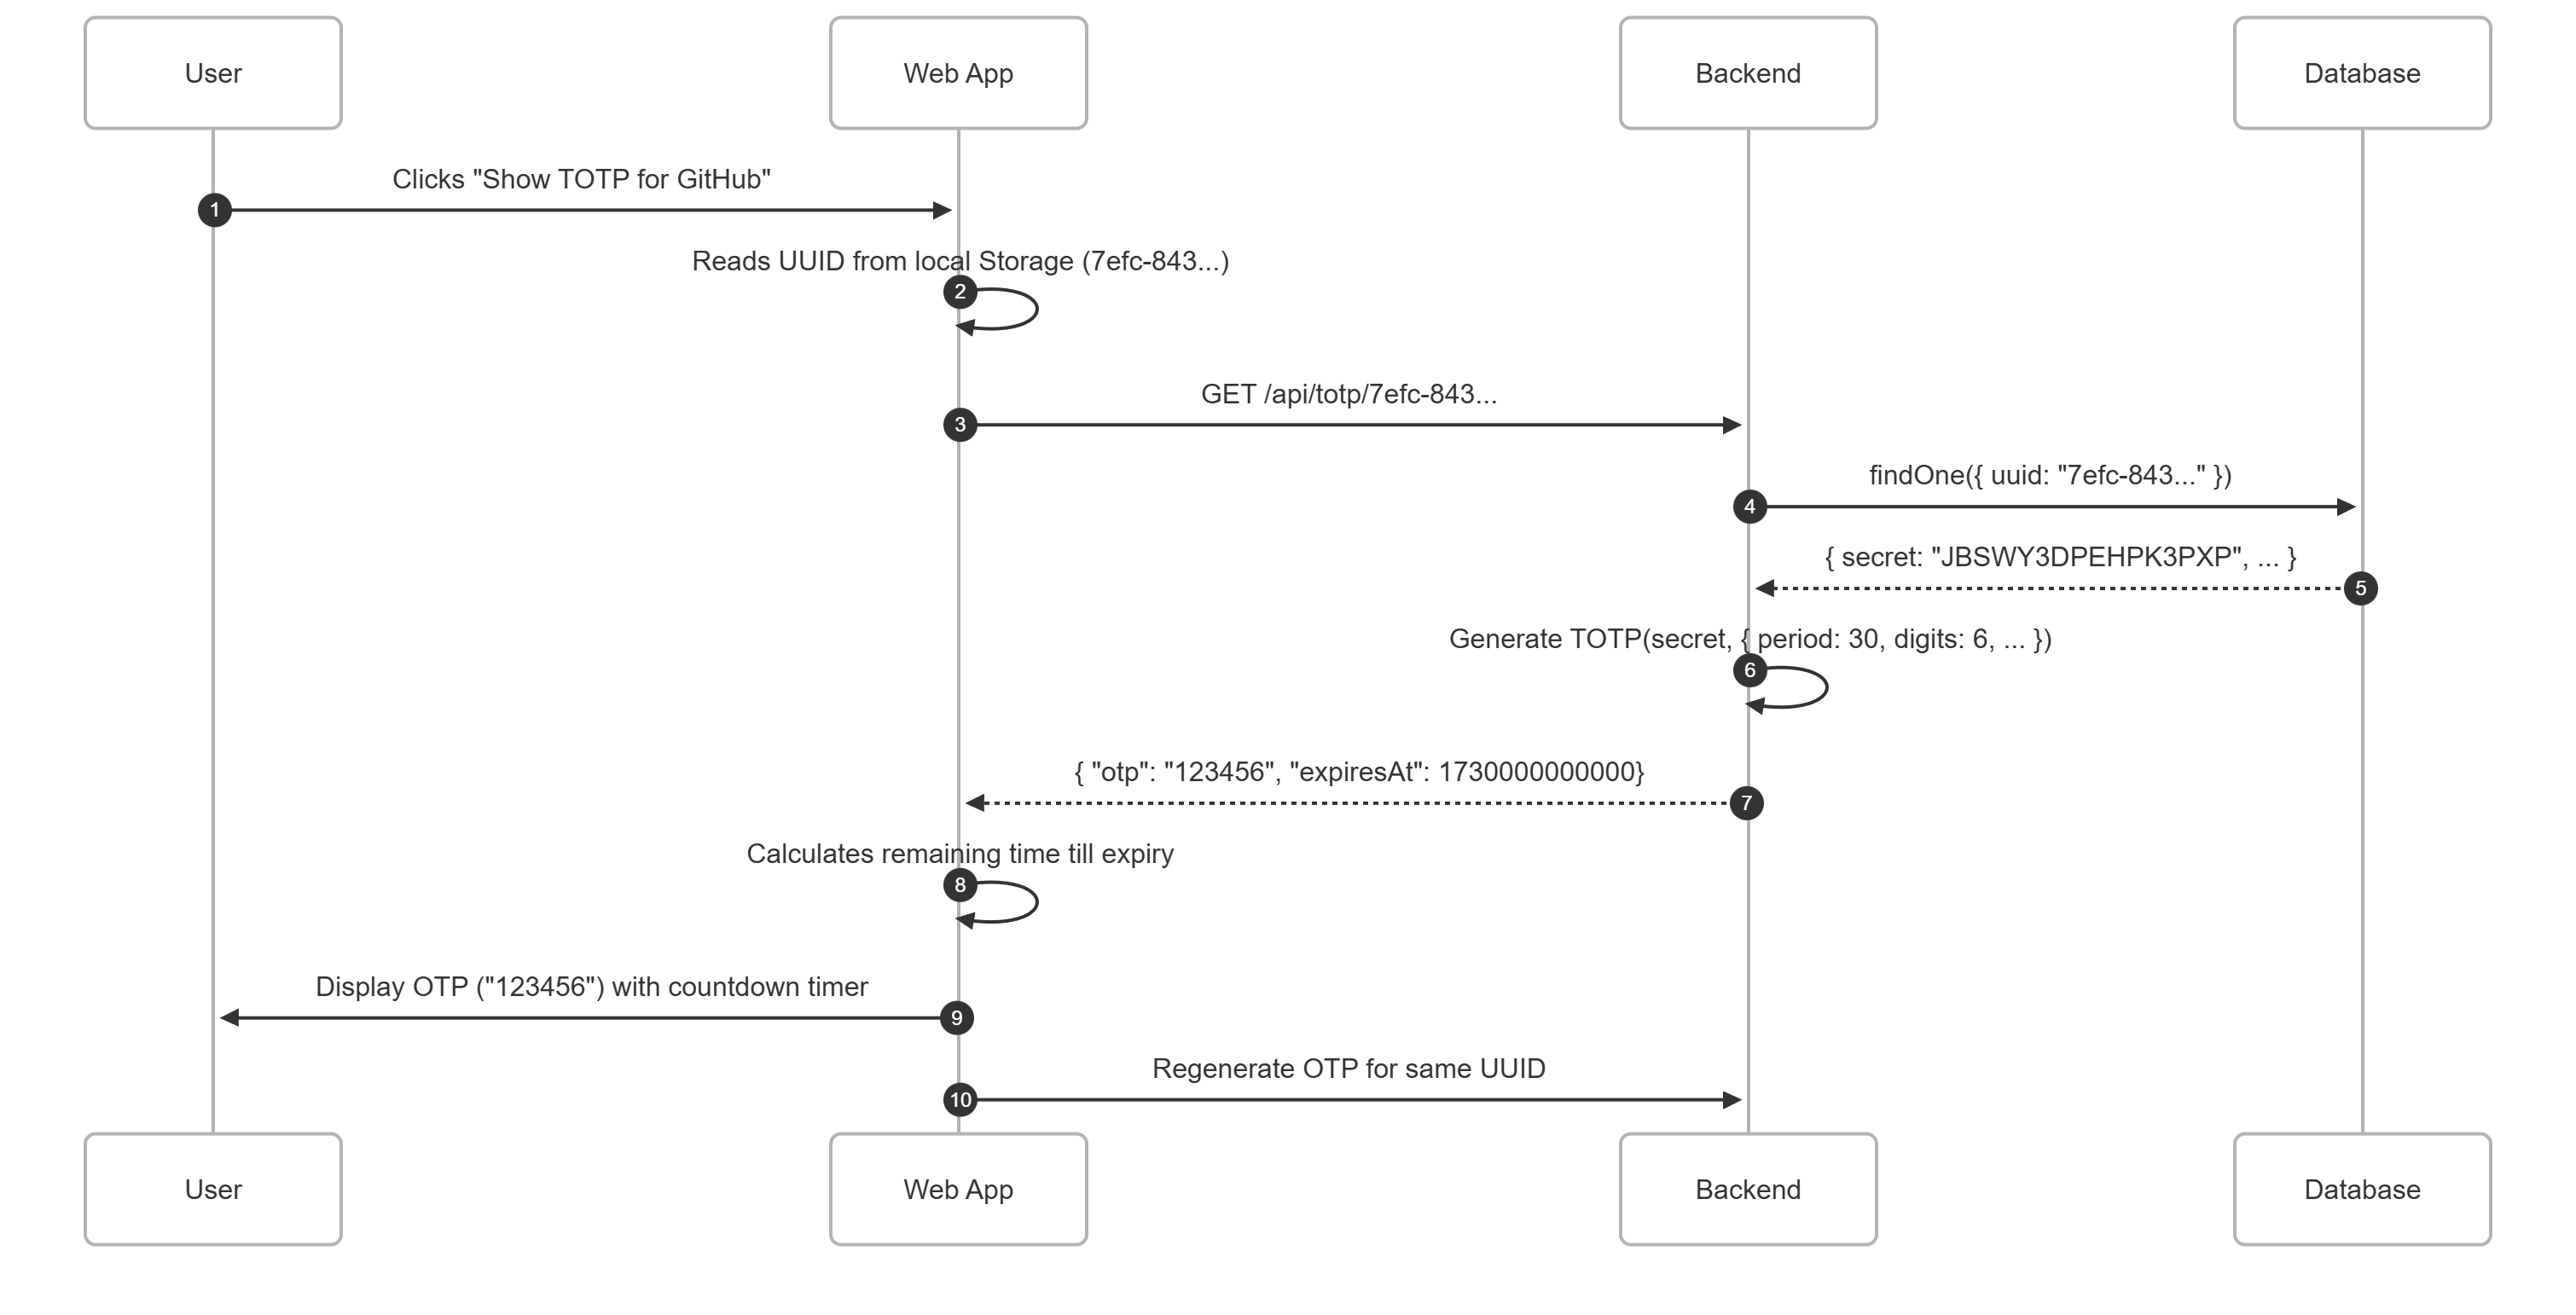 User
Web App
Backend
Database
Clicks "Show TOTP for GitHub"
1
Reads UUID from local Storage (7efc-843...)
2
GET /api/totp/7efc-843...
3
findOne({ uuid: "7efc-843..." })
4
{ secret: "JBSWY3DPEHPK3PXP", ... }
5
Generate TOTP(secret, { period: 30, digits: 6, ... })
6
{ "otp": "123456", "expiresAt": 1730000000000}
7
Calculates remaining time till expiry
8
Display OTP ("123456") with countdown timer
9
Regenerate OTP for same UUID
10
User
Web App
Backend
Database